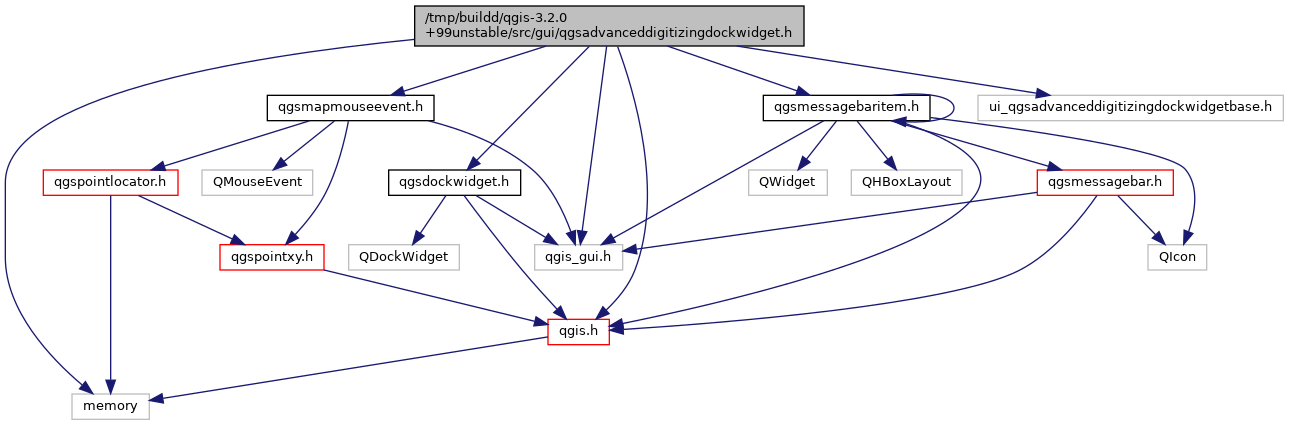 /tmp/buildd/qgis-3.2.0
+99unstable/src/gui/qgsadvanceddigitizingdockwidget.h
qgsmapmouseevent.h
qgsmessagebaritem.h
ui_qgsadvanceddigitizingdockwidgetbase.h
qgspointlocator.h
QMouseEvent
qgsdockwidget.h
QWidget
QHBoxLayout
qgsmessagebar.h
qgspointxy.h
QDockWidget
qgis_gui.h
QIcon
qgis.h
memory